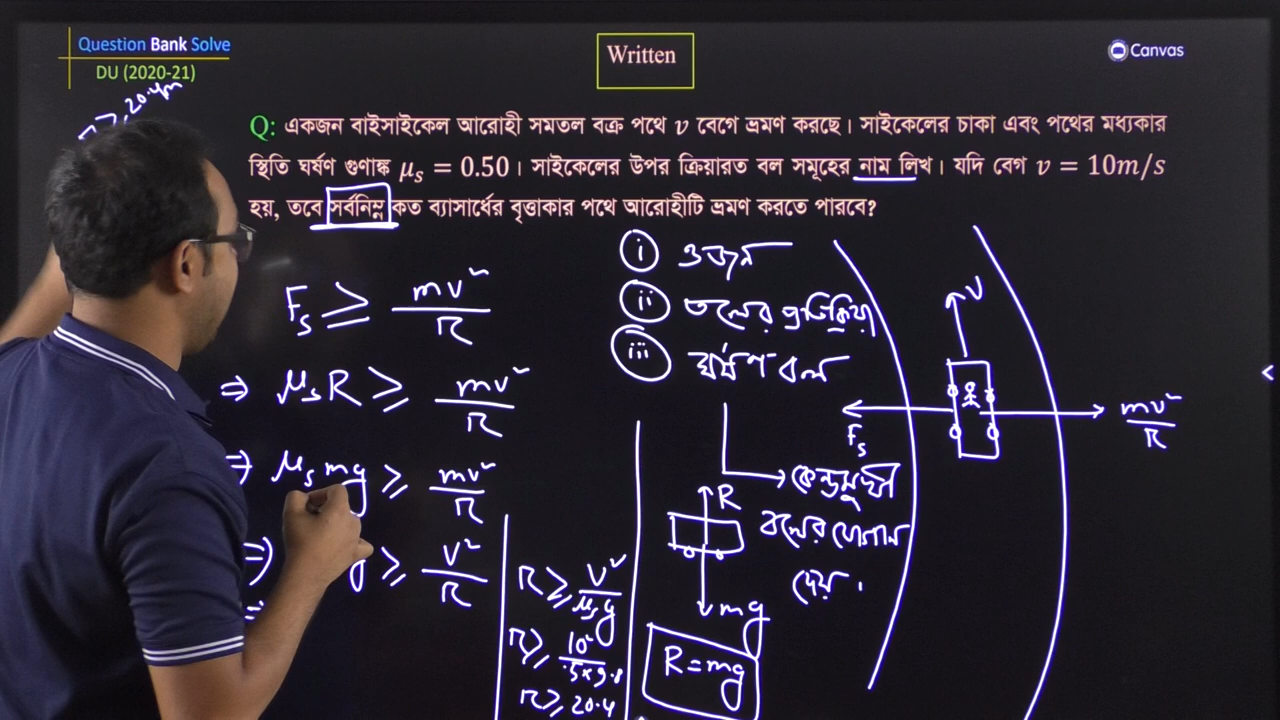 Question Bank Solve
DU (2020-21)
Written
Canvas
r ≥ 20.4m
Q: একজন বাইসাইকেল আরোহী সমতল বক্র পথে v বেগে ভ্রমণ করছে। সাইকেলের চাকা এবং পথের মধ্যকার
স্থিতি ঘর্ষণ গুণাঙ্ক μₛ = 0.50। সাইকেলের উপর ক্রিয়ারত বল সমূহের নাম লিখ। যদি বেগ v = 10m/s
হয়, তবে সর্বনিম্ন কত ব্যাসার্ধের বৃত্তাকার পথে আরোহীটি ভ্রমণ করতে পারবে?
Fₛ ≥ mv²/r
⇒ μₛR ≥ mv²/r
⇒ μₛmg ≥ mv²/r
⇒ g ≥ v²/r
⇒
r ≥ v²/μₛg
r ≥ 10²/.5×9.8
r ≥ 20.4
i ওজন
ii তলের প্রতিক্রিয়া
iii ঘর্ষণ বল
কেন্দ্রমুখী
বলের যোগান
দেয়।
R
mg
R = mg
v
Fₛ
mv²/r